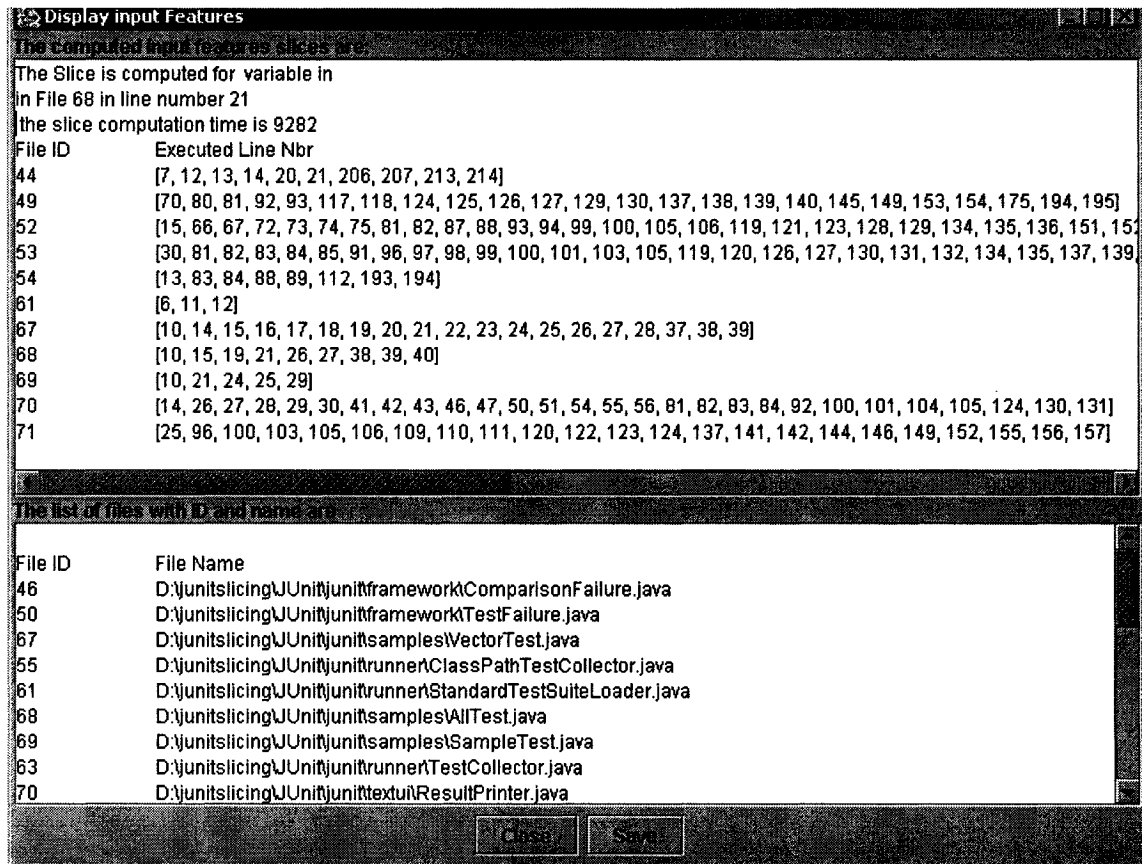 Display input Features
The computed input features slices are:
The Slice is computed for variable in
in File 68 in line number 21
the slice computation time is 9282
File ID Executed Line Nbr
44 [7, 12, 13, 14, 20, 21, 206, 207, 213, 214]
49 [70, 80, 81, 92, 93, 117, 118, 124, 125, 126, 127, 129, 130, 137, 138, 139, 140, 145, 149, 153, 154, 175, 194, 195]
52 [15, 66, 67, 72, 73, 74, 75, 81, 82, 87, 88, 93, 94, 99, 100, 105, 106, 119, 121, 123, 128, 129, 134, 135, 136, 151, 152
53 [30, 81, 82, 83, 84, 85, 91, 96, 97, 98, 99, 100, 101, 103, 105, 119, 120, 126, 127, 130, 131, 132, 134, 135, 137, 139,
54 [13, 83, 84, 88, 89, 112, 193, 194]
61 [6, 11, 12]
67 [10, 14, 15, 16, 17, 18, 19, 20, 21, 22, 23, 24, 25, 26, 27, 28, 37, 38, 39]
68 [10, 15, 19, 21, 26, 27, 38, 39, 40]
69 [10, 21, 24, 25, 29]
70 [14, 26, 27, 28, 29, 30, 41, 42, 43, 46, 47, 50, 51, 54, 55, 56, 81, 82, 83, 84, 92, 100, 101, 104, 105, 124, 130, 131]
71 [25, 96, 100, 103, 105, 106, 109, 110, 111, 120, 122, 123, 124, 137, 141, 142, 144, 146, 149, 152, 155, 156, 157]
The list of files with ID and name are
File ID File Name
46 D:\junitslicing\JUnit\junit\framework\ComparisonFailure.java
50 D:\junitslicing\JUnit\junit\framework\TestFailure.java
67 D:\junitslicing\JUnit\junit\samples\VectorTest.java
55 D:\junitslicing\JUnit\junit\runner\ClassPathTestCollector.java
61 D:\junitslicing\JUnit\junit\runner\StandardTestSuiteLoader.java
68 D:\junitslicing\JUnit\junit\samples\AllTest.java
69 D:\junitslicing\JUnit\junit\samples\SampleTest.java
63 D:\junitslicing\JUnit\junit\runner\TestCollector.java
70 D:\junitslicing\JUnit\junit\textui\ResultPrinter.java
Close Save